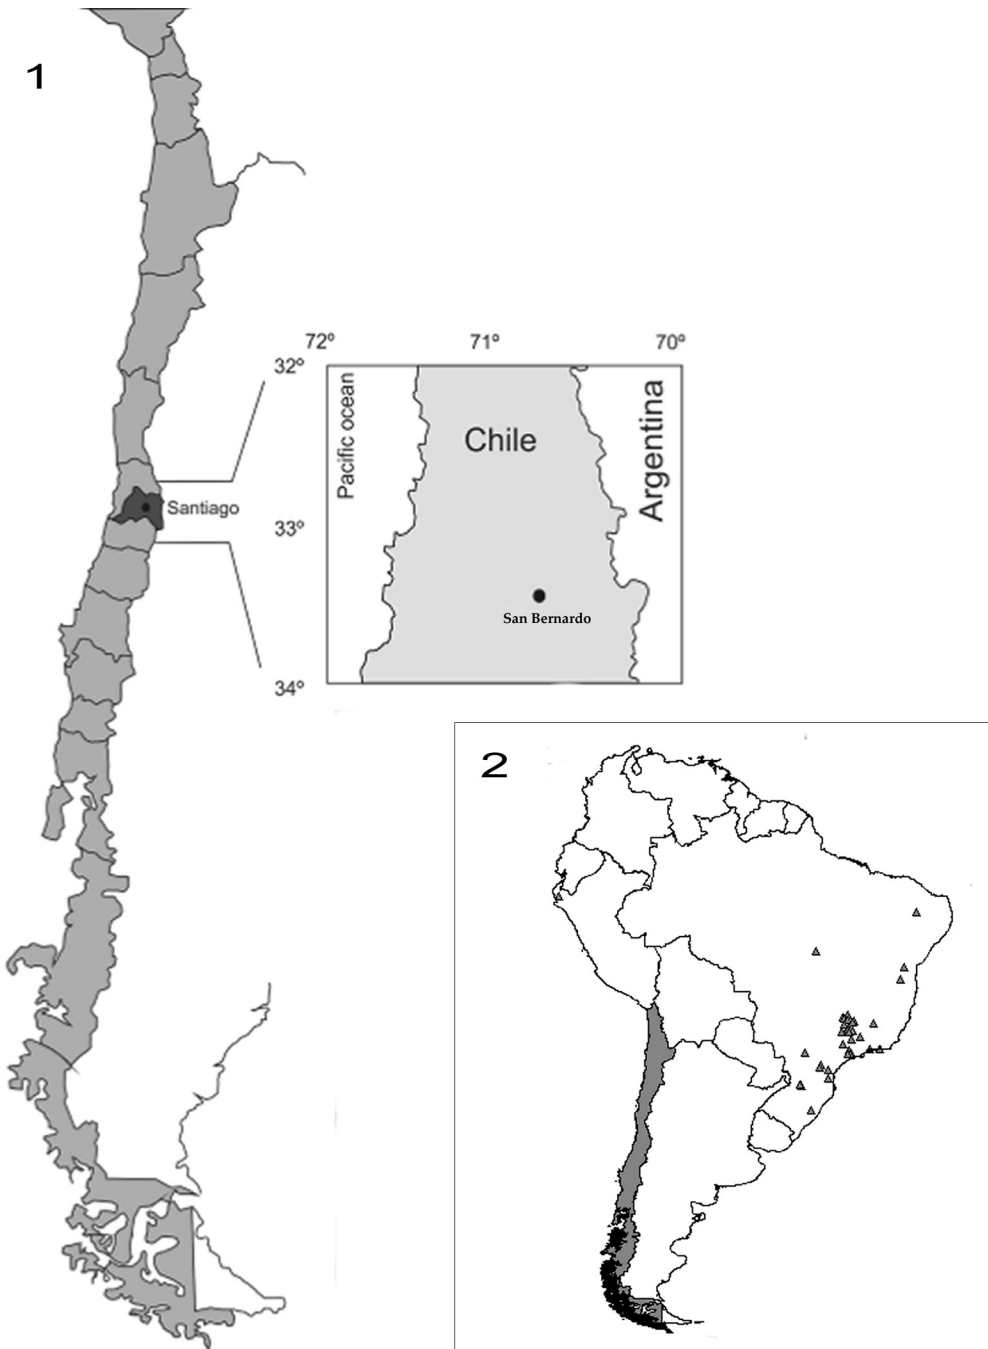 1
72º 71º 70º
32º
Pacific ocean
Chile
Argentina
Santiago
33º
San Bernardo
34º
2